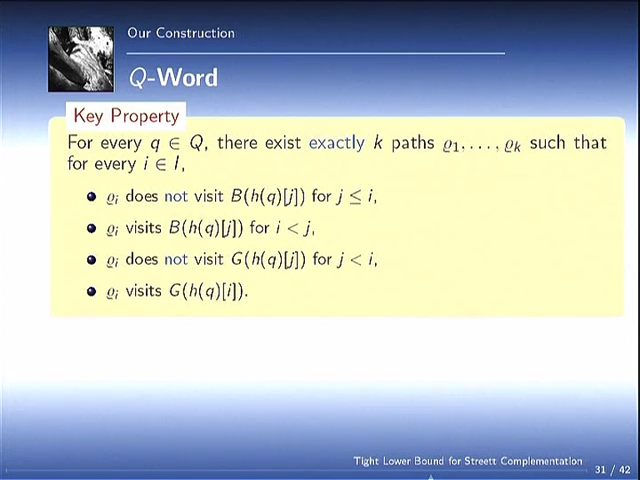 Our Construction
Q-Word
Key Property
For every q ∈ Q, there exist exactly k paths ϱ₁, . . . , ϱₖ such that
for every i ∈ I,
ϱᵢ does not visit B(h(q)[j]) for j ≤ i,
ϱᵢ visits B(h(q)[j]) for i < j,
ϱᵢ does not visit G(h(q)[j]) for j < i,
ϱᵢ visits G(h(q)[i]).
Tight Lower Bound for Streett Complementation
31 / 42